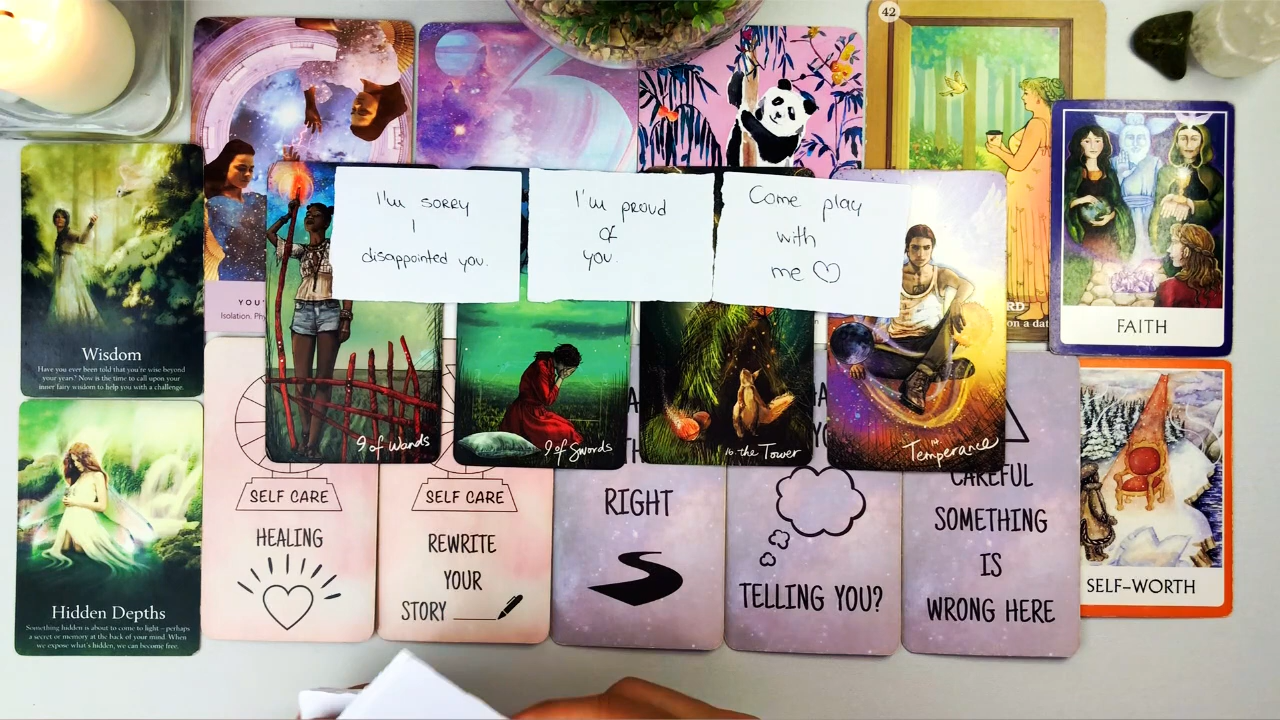 42
YOU'
Isolation. Phy
RD
on a dat
I'm sorry
I
disappointed you.
I'm proud
of
you.
Come play
with
me ♡
Wisdom
Have you ever been told that you're wise beyond
your years? Now is the time to call upon your
inner fairy wisdom to help you with a challenge.
FAITH
9 of Wands
9 of Swords
16. the Tower
14.
Temperance
Hidden Depths
Something hidden is about to come to light—perhaps
a secret or memory at the back of your mind. When
we expose what's hidden, we can become free.
SELF CARE
HEALING
SELF CARE
REWRITE
YOUR
STORY ____
RIGHT
TELLING YOU?
CAREFUL
SOMETHING
IS
WRONG HERE
SELF-WORTH